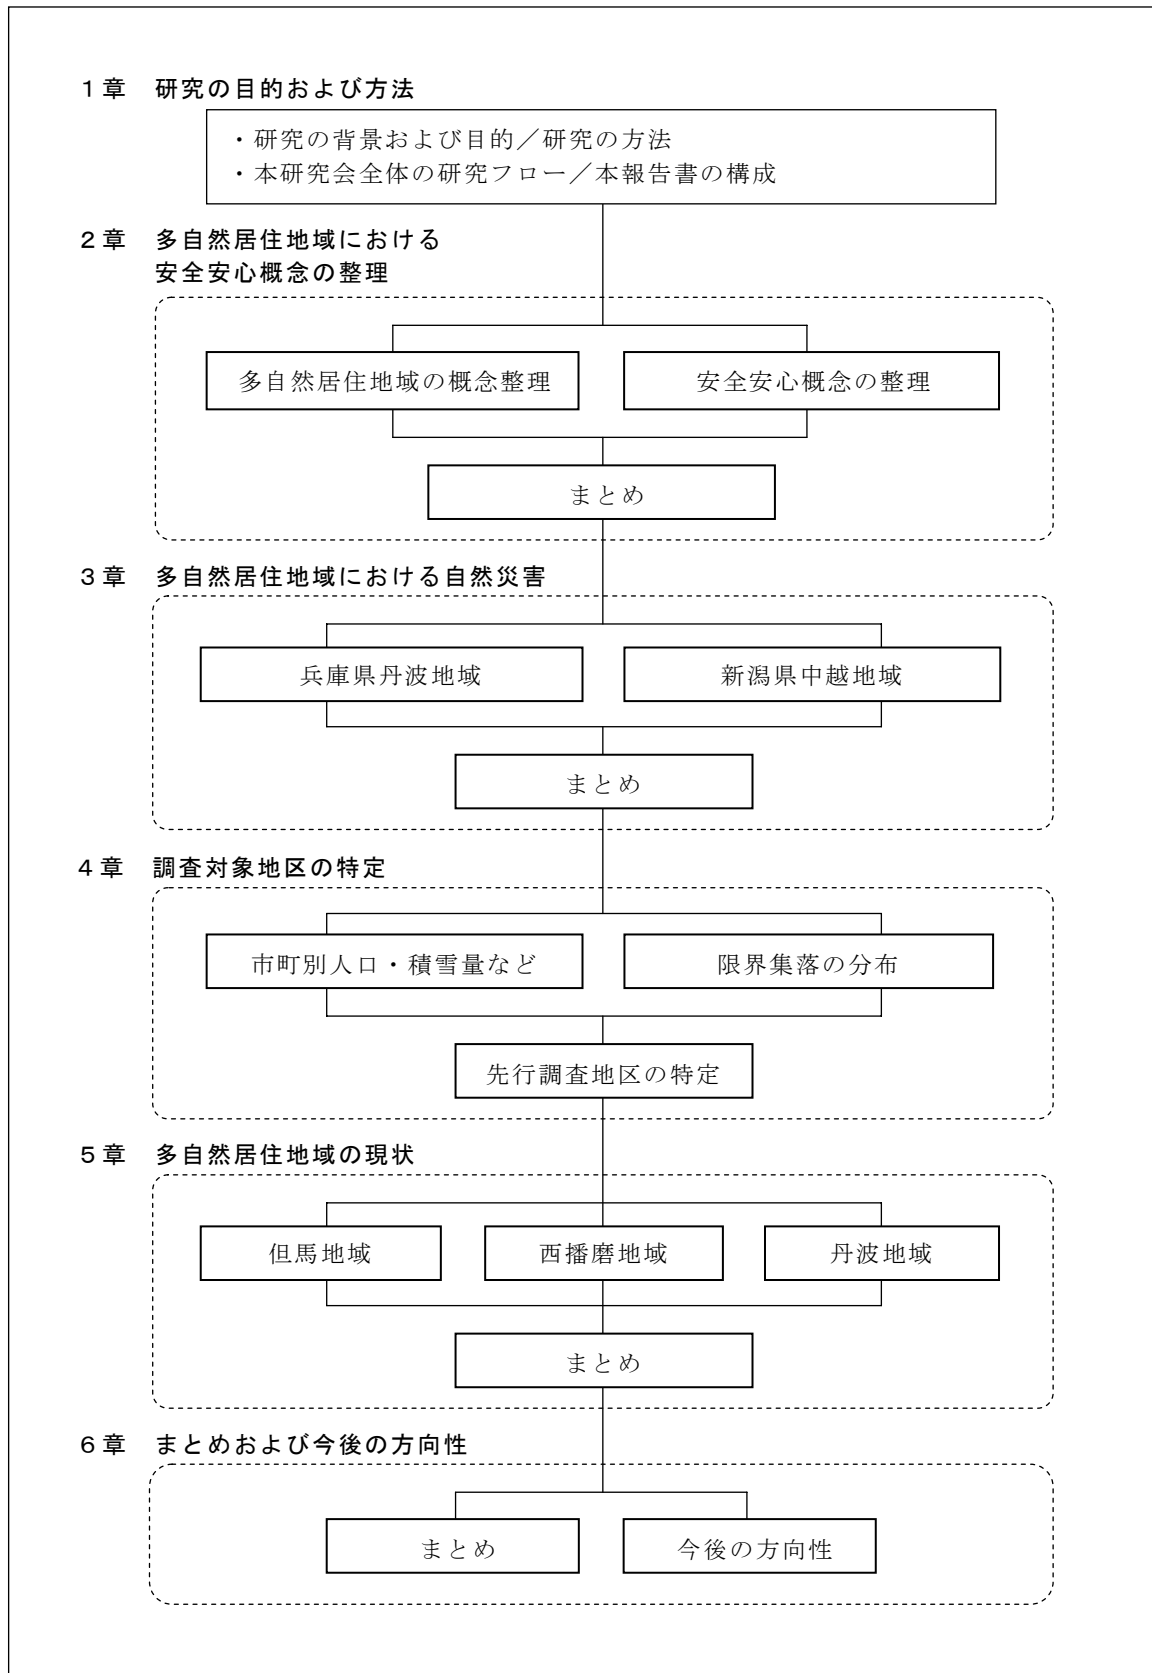 １章　研究の目的および方法
・研究の背景および目的／研究の方法
・本研究会全体の研究フロー／本報告書の構成
２章　多自然居住地域における
安全安心概念の整理
多自然居住地域の概念整理
安全安心概念の整理
まとめ
３章　多自然居住地域における自然災害
兵庫県丹波地域
新潟県中越地域
まとめ
４章　調査対象地区の特定
市町別人口・積雪量など
限界集落の分布
先行調査地区の特定
５章　多自然居住地域の現状
但馬地域
西播磨地域
丹波地域
まとめ
６章　まとめおよび今後の方向性
まとめ
今後の方向性